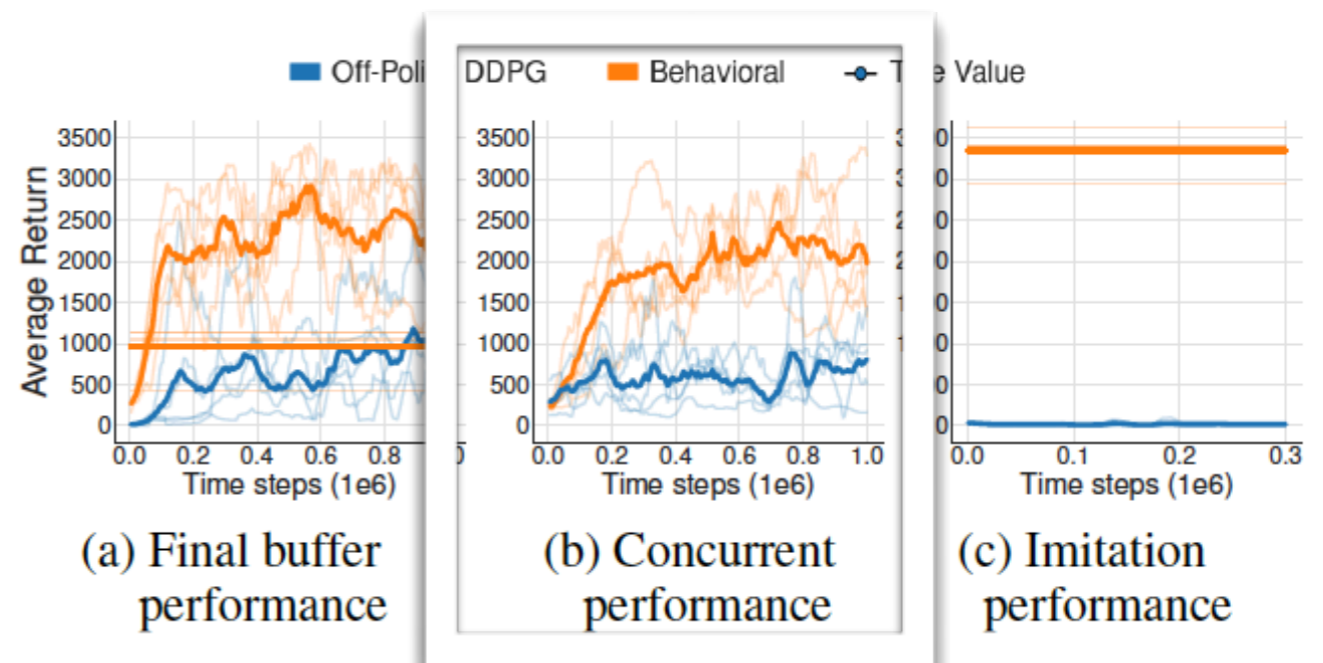 Off-Poli DDPG Behavioral T e Value
Average Return
3500
3000
2500
2000
1500
1000
500
0
0.0 0.2 0.4 0.6 0.8
Time steps (1e6)
(a) Final buffer
performance
3500
3000
2500
2000
1500
1000
500
0
0.0 0.2 0.4 0.6 0.8 1.0
Time steps (1e6)
(b) Concurrent
performance
0.0 0.1 0.2 0.3
Time steps (1e6)
(c) Imitation
performance